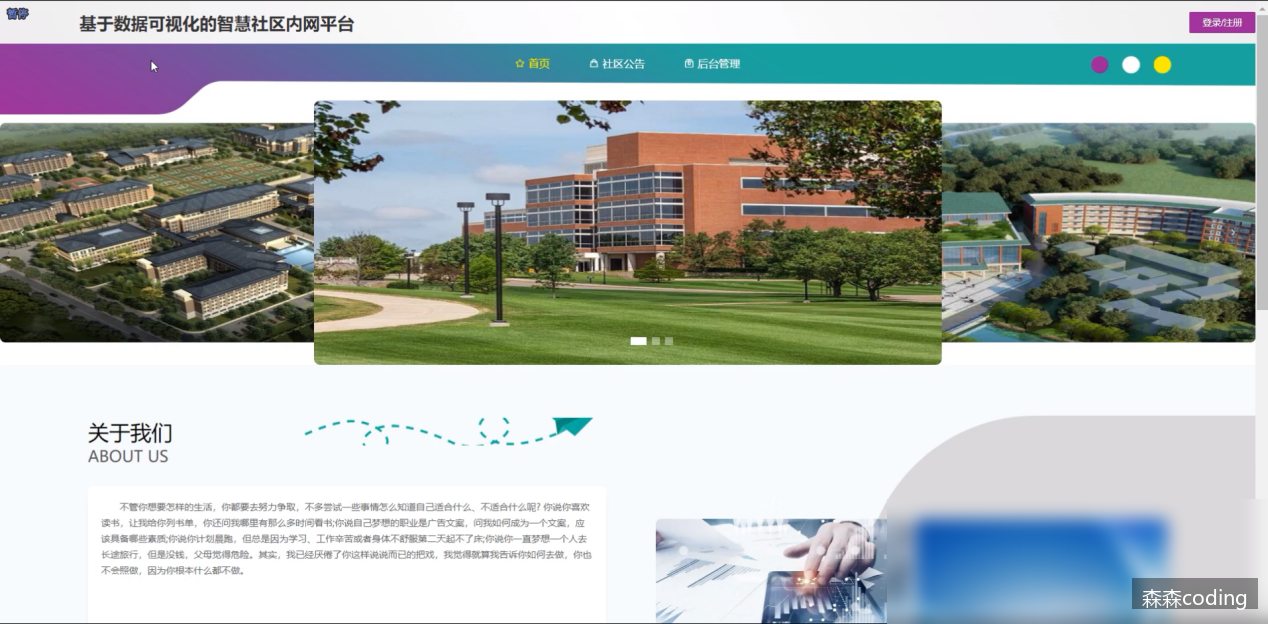 暂停
基于数据可视化的智慧社区内网平台
登录/注册
首页
社区公告
后台管理
关于我们
ABOUT US
不管你想要怎样的生活，你都要去努力争取，不多尝试一些事情怎么知道自己适合什么、不适合什么呢? 你说你喜欢
读书，让我给你列书单，你还问我哪里有那么多时间看书;你说自己梦想的职业是广告文案，问我如何成为一个文案，应
该具备哪些素质;你说你计划晨跑，但总是因为学习、工作辛苦或者身体不舒服第二天起不了床;你说你一直梦想一个人去
长途旅行，但是没钱，父母觉得危险。其实，我已经厌倦了你这样说说而已的把戏，我觉得就算我告诉你如何去做，你也
不会照做，因为你根本什么都不做。
森森coding